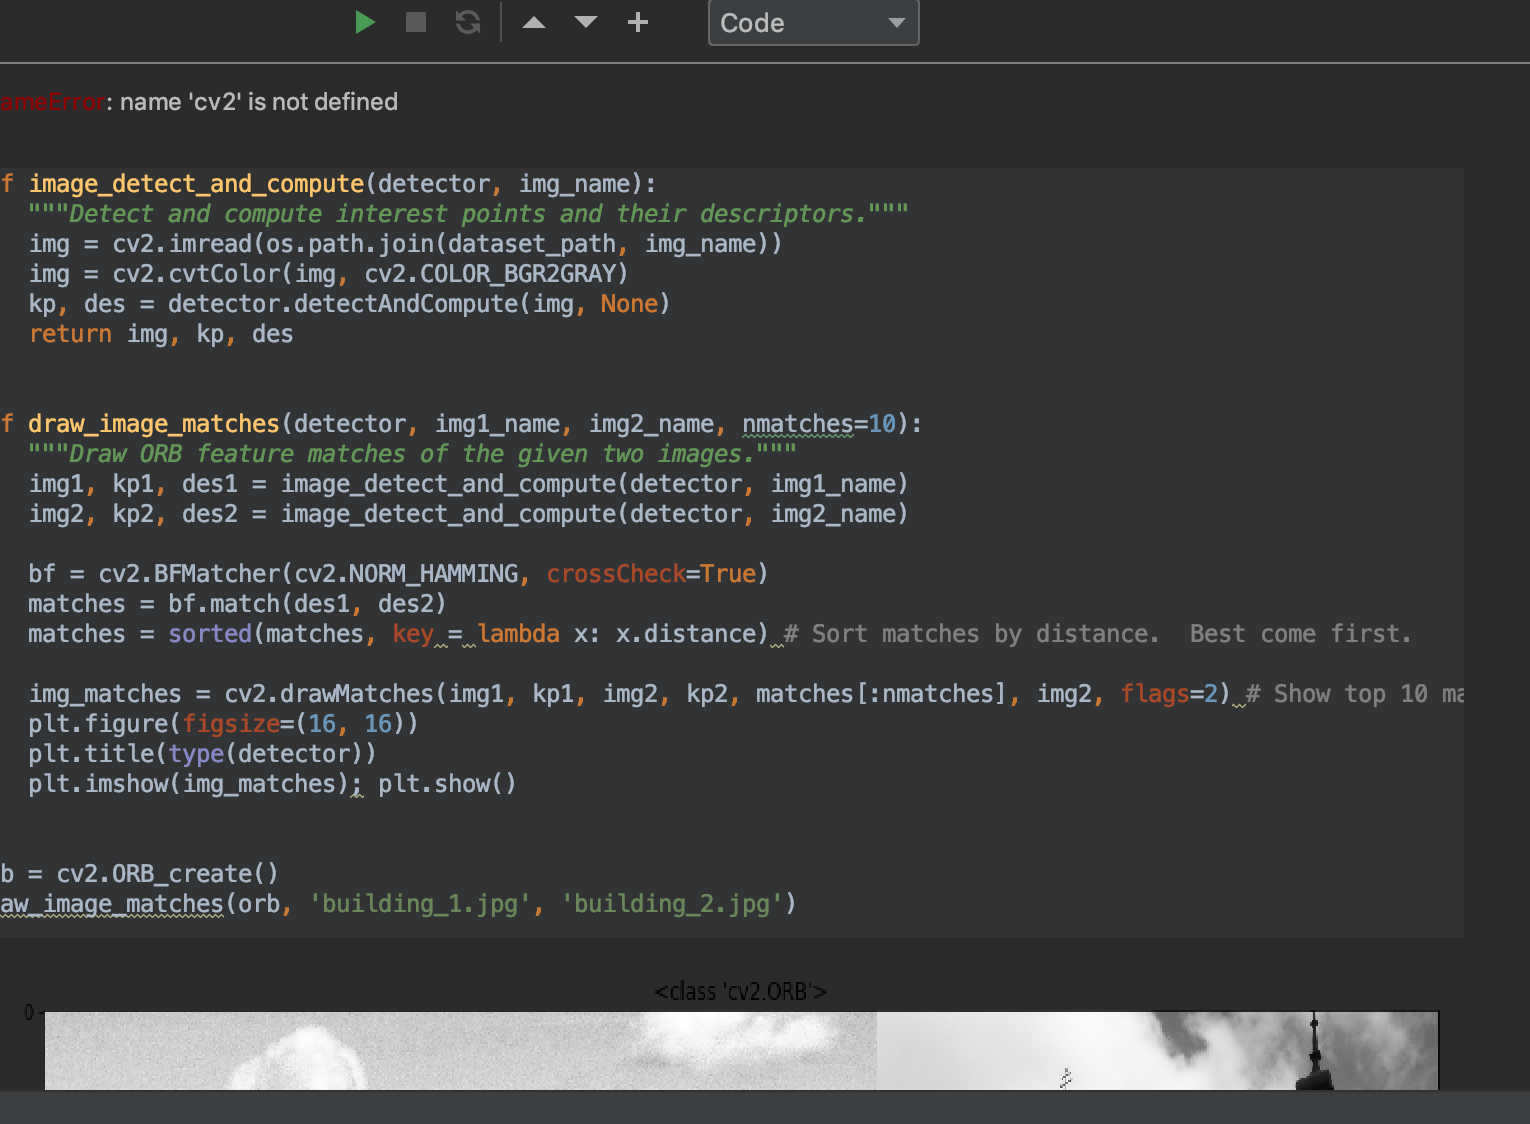 Code
ameError: name 'cv2' is not defined
f image_detect_and_compute(detector, img_name):
"""Detect and compute interest points and their descriptors."""
img = cv2.imread(os.path.join(dataset_path, img_name))
img = cv2.cvtColor(img, cv2.COLOR_BGR2GRAY)
kp, des = detector.detectAndCompute(img, None)
return img, kp, des
f draw_image_matches(detector, img1_name, img2_name, nmatches=10):
"""Draw ORB feature matches of the given two images."""
img1, kp1, des1 = image_detect_and_compute(detector, img1_name)
img2, kp2, des2 = image_detect_and_compute(detector, img2_name)
bf = cv2.BFMatcher(cv2.NORM_HAMMING, crossCheck=True)
matches = bf.match(des1, des2)
matches = sorted(matches, key = lambda x: x.distance) # Sort matches by distance.  Best come first.
img_matches = cv2.drawMatches(img1, kp1, img2, kp2, matches[:nmatches], img2, flags=2) # Show top 10 ma
plt.figure(figsize=(16, 16))
plt.title(type(detector))
plt.imshow(img_matches); plt.show()
b = cv2.ORB_create()
aw_image_matches(orb, 'building_1.jpg', 'building_2.jpg')
<class 'cv2.ORB'>
0